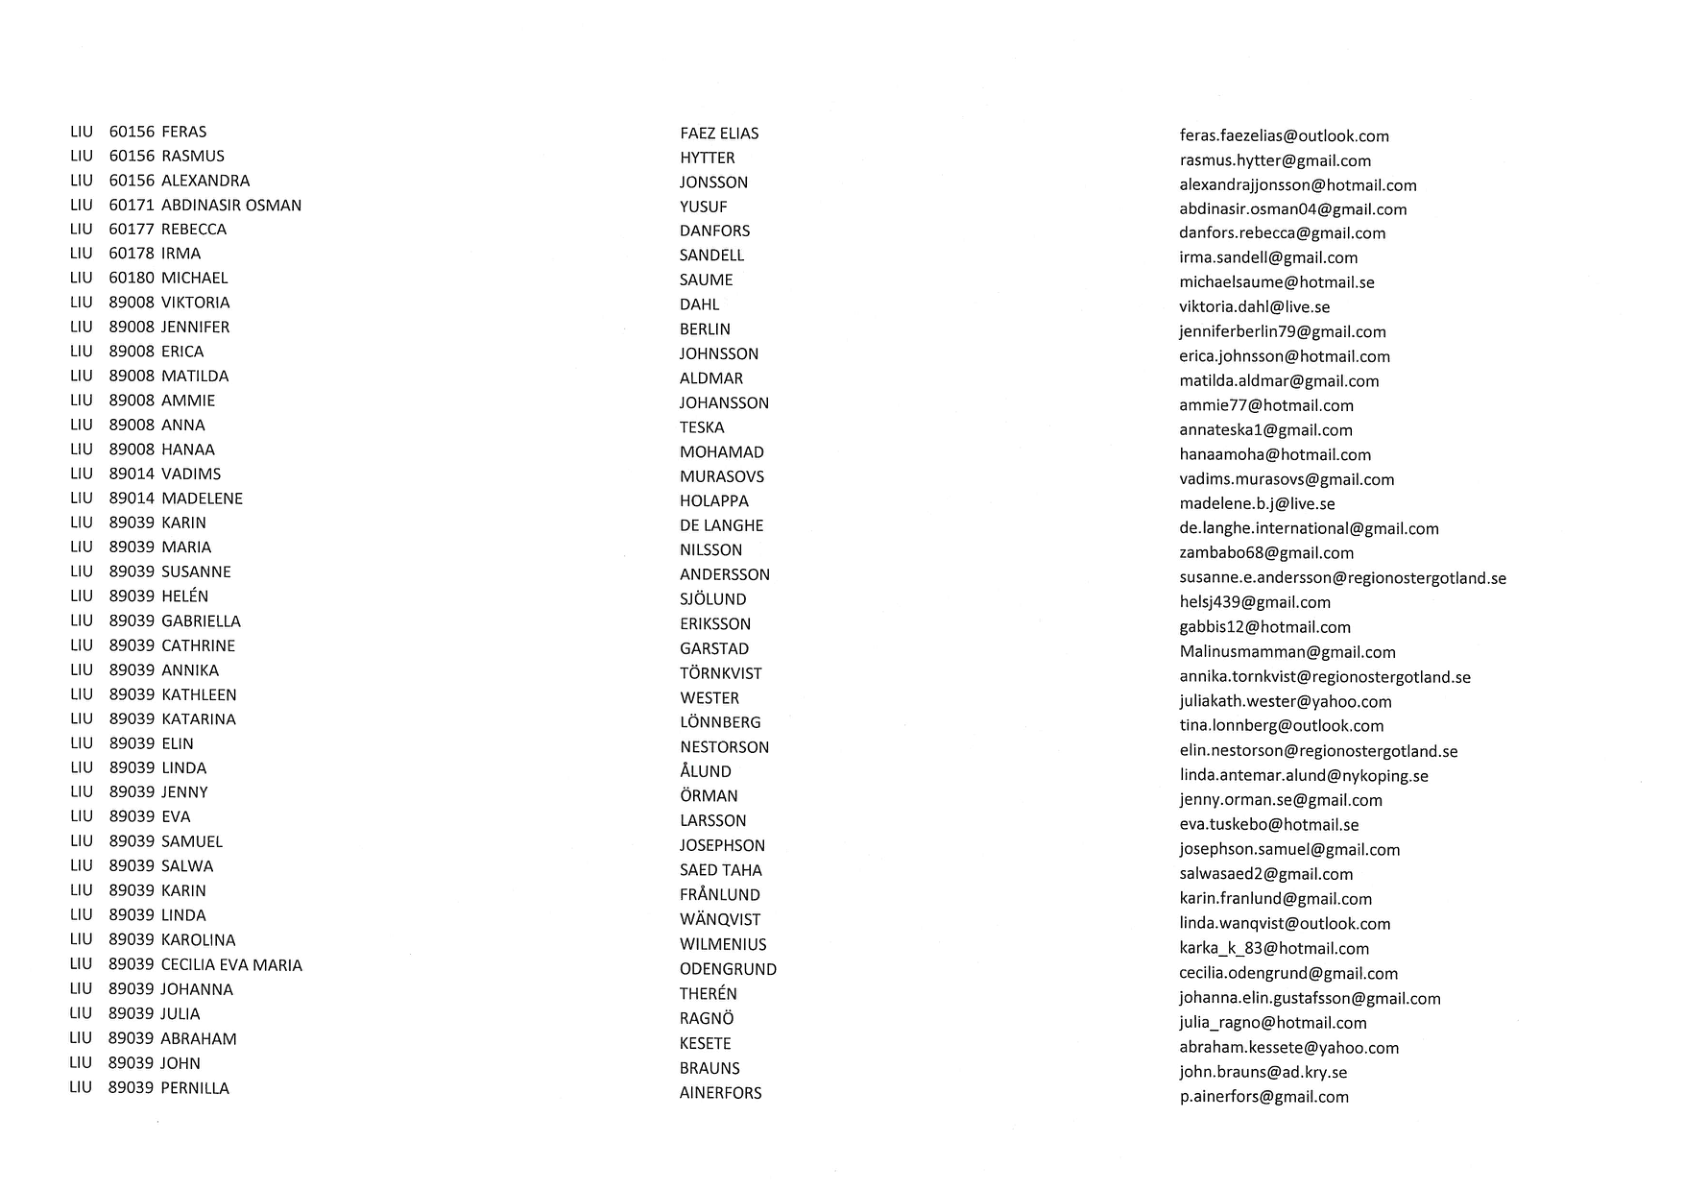 LIU 60156 FERAS FAEZ ELIAS feras.faezelias@outlook.com
LIU 60156 RASMUS HYTTER rasmus.hytter@gmail.com
LIU 60156 ALEXANDRA JONSSON alexandrajjonsson@hotmail.com
LIU 60171 ABDINASIR OSMAN YUSUF abdinasir.osman04@gmail.com
LIU 60177 REBECCA DANFORS danfors.rebecca@gmail.com
LIU 60178 IRMA SANDELL irma.sandell@gmail.com
LIU 60180 MICHAEL SAUME michaelsaume@hotmail.se
LIU 89008 VIKTORIA DAHL viktoria.dahl@live.se
LIU 89008 JENNIFER BERLIN jenniferberlin79@gmail.com
LIU 89008 ERICA JOHNSSON erica.johnsson@hotmail.com
LIU 89008 MATILDA ALDMAR matilda.aldmar@gmail.com
LIU 89008 AMMIE JOHANSSON ammie77@hotmail.com
LIU 89008 ANNA TESKA annateska1@gmail.com
LIU 89008 HANAA MOHAMAD hanaamoha@hotmail.com
LIU 89014 VADIMS MURASOVS vadims.murasovs@gmail.com
LIU 89014 MADELENE HOLAPPA madelene.b.j@live.se
LIU 89039 KARIN DE LANGHE de.langhe.international@gmail.com
LIU 89039 MARIA NILSSON zambabo68@gmail.com
LIU 89039 SUSANNE ANDERSSON susanne.e.andersson@regionostergotland.se
LIU 89039 HELÉN SJÖLUND helsj439@gmail.com
LIU 89039 GABRIELLA ERIKSSON gabbis12@hotmail.com
LIU 89039 CATHRINE GARSTAD Malinusmamman@gmail.com
LIU 89039 ANNIKA TÖRNKVIST annika.tornkvist@regionostergotland.se
LIU 89039 KATHLEEN WESTER juliakath.wester@yahoo.com
LIU 89039 KATARINA LÖNNBERG tina.lonnberg@outlook.com
LIU 89039 ELIN NESTORSON elin.nestorson@regionostergotland.se
LIU 89039 LINDA ÅLUND linda.antemar.alund@nykoping.se
LIU 89039 JENNY ÖRMAN jenny.orman.se@gmail.com
LIU 89039 EVA LARSSON eva.tuskebo@hotmail.se
LIU 89039 SAMUEL JOSEPHSON josephson.samuel@gmail.com
LIU 89039 SALWA SAED TAHA salwasaed2@gmail.com
LIU 89039 KARIN FRÅNLUND karin.franlund@gmail.com
LIU 89039 LINDA WÄNQVIST linda.wanqvist@outlook.com
LIU 89039 KAROLINA WILMENIUS karka_k_83@hotmail.com
LIU 89039 CECILIA EVA MARIA ODENGRUND cecilia.odengrund@gmail.com
LIU 89039 JOHANNA THERÉN johanna.elin.gustafsson@gmail.com
LIU 89039 JULIA RAGNÖ julia_ragno@hotmail.com
LIU 89039 ABRAHAM KESETE abraham.kessete@yahoo.com
LIU 89039 JOHN BRAUNS john.brauns@ad.kry.se
LIU 89039 PERNILLA AINERFORS p.ainerfors@gmail.com